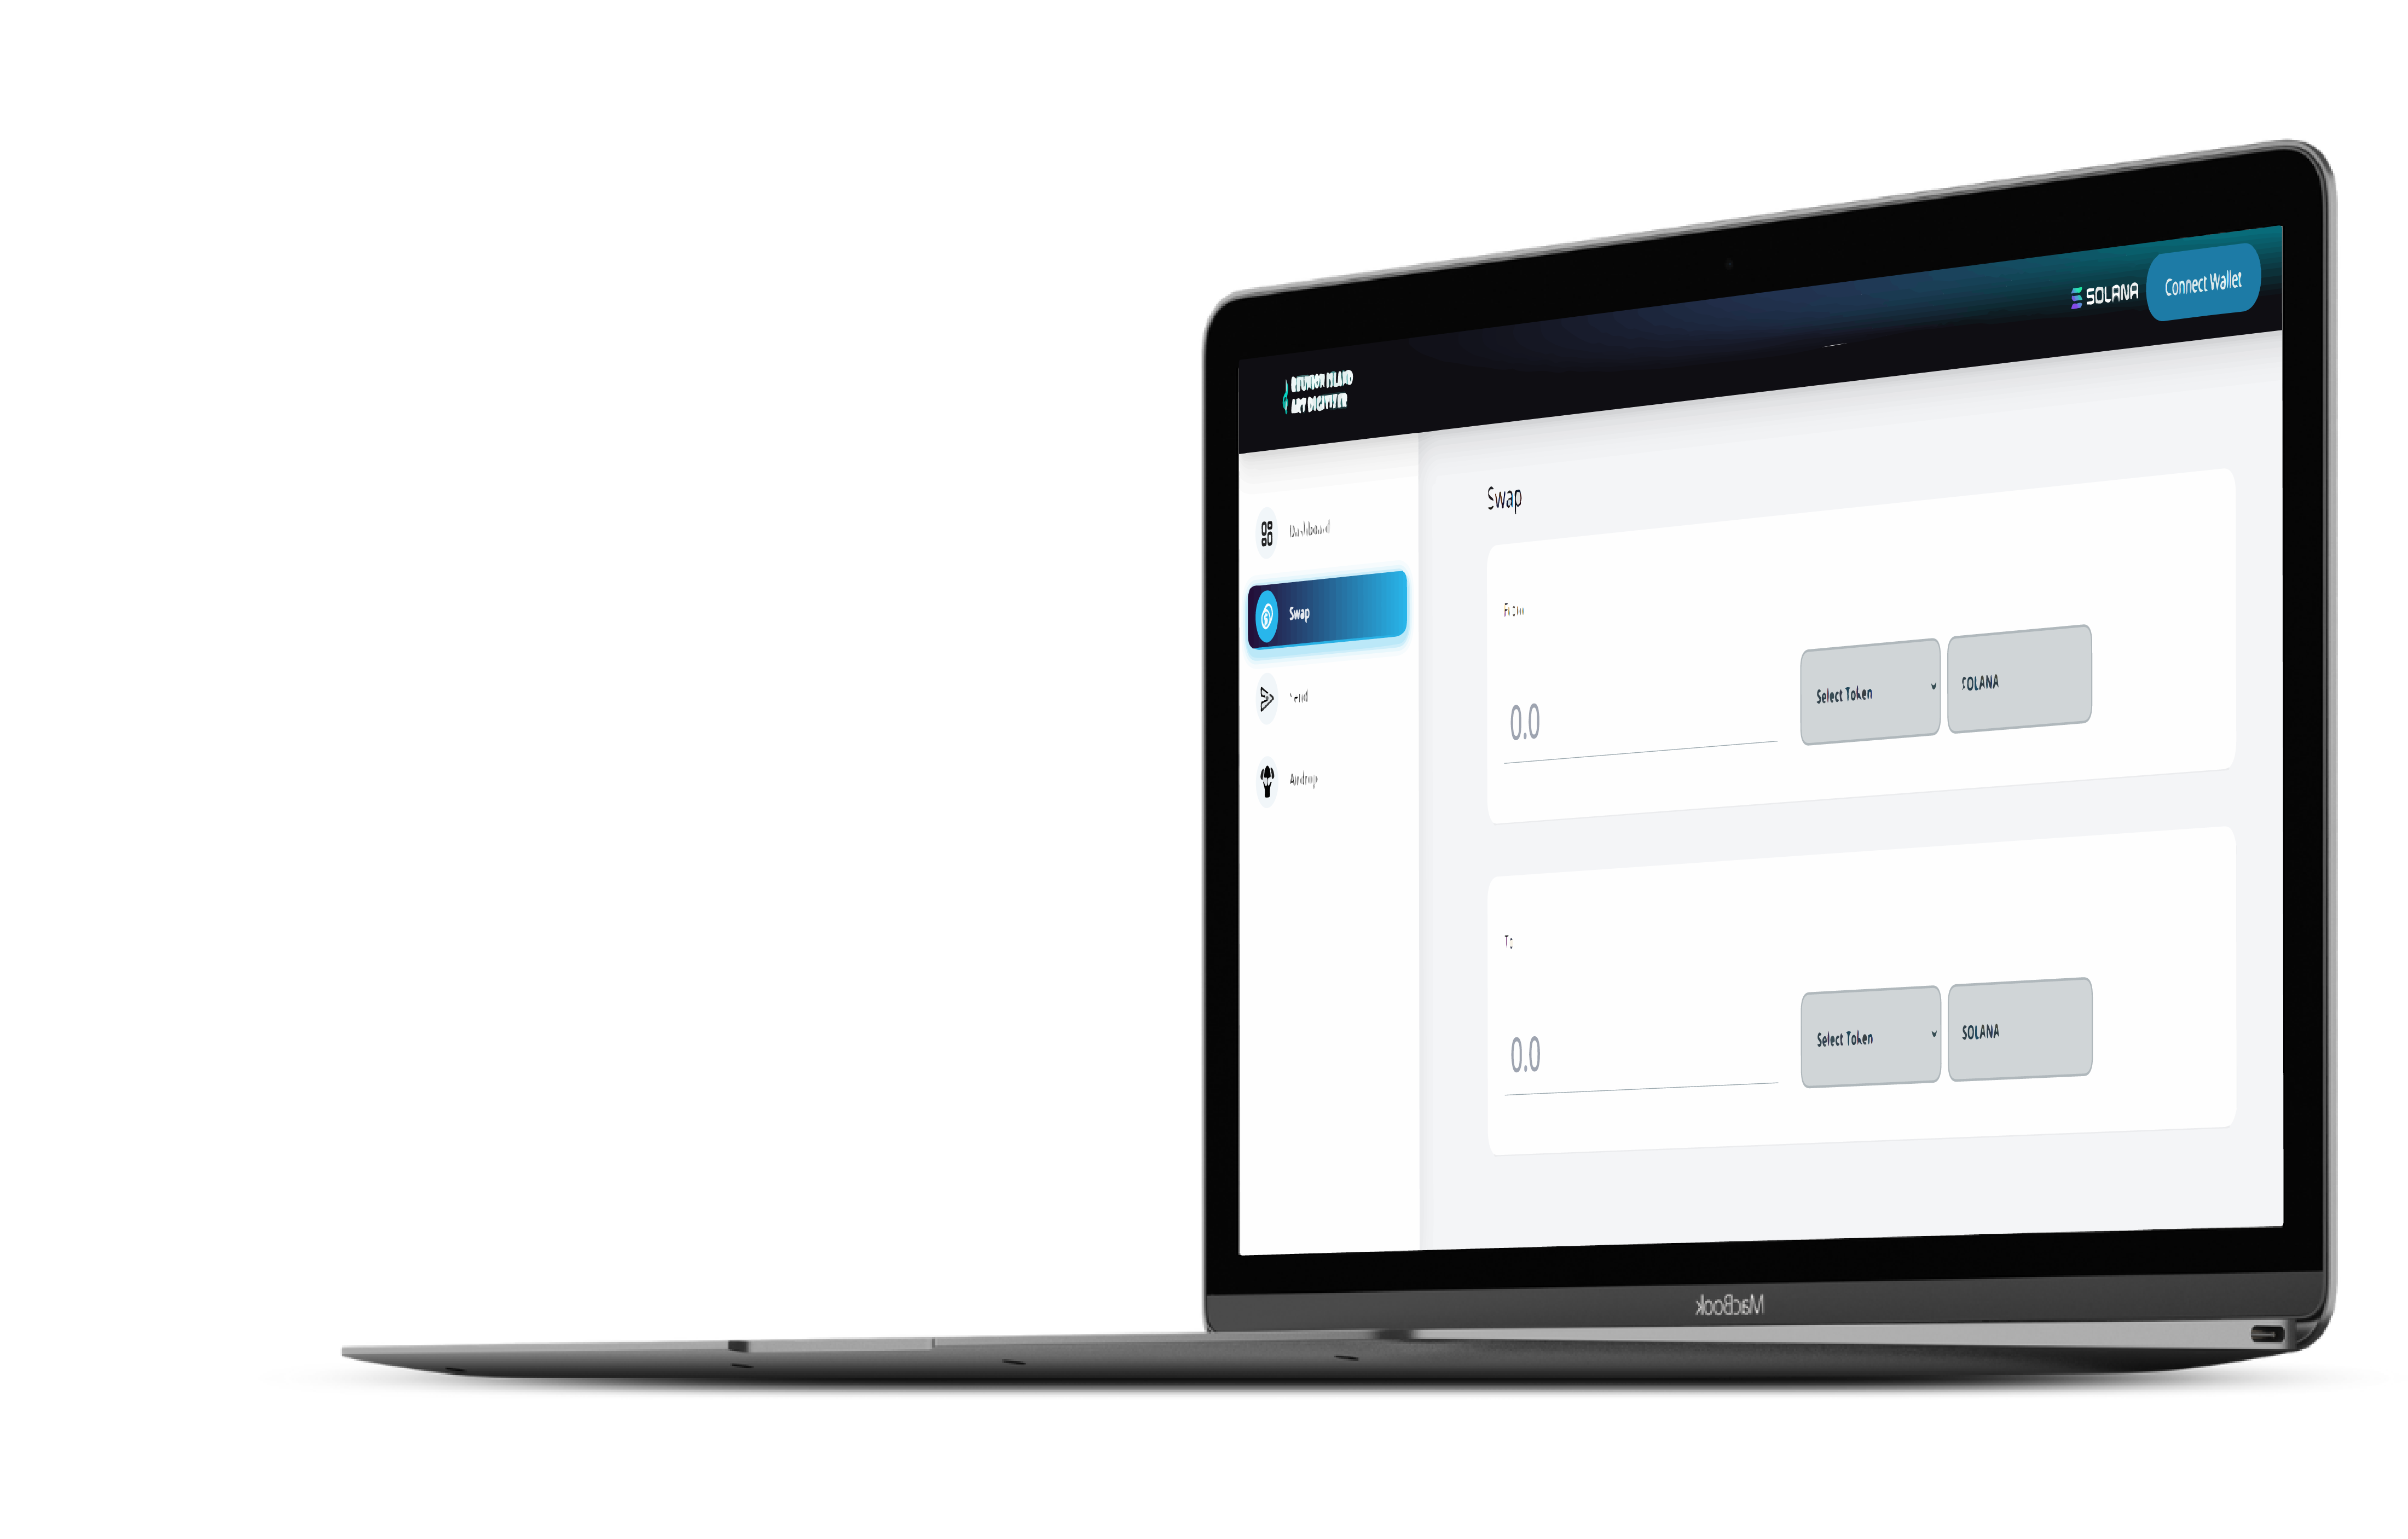 SOLANA
Connect Wallet
REUNION ISLAND
ART DIGITIZER
Dashboard
Swap
Send
Airdrop
Swap
From
0.0
Select Token
SOLANA
To
0.0
Select Token
SOLANA
MacBook